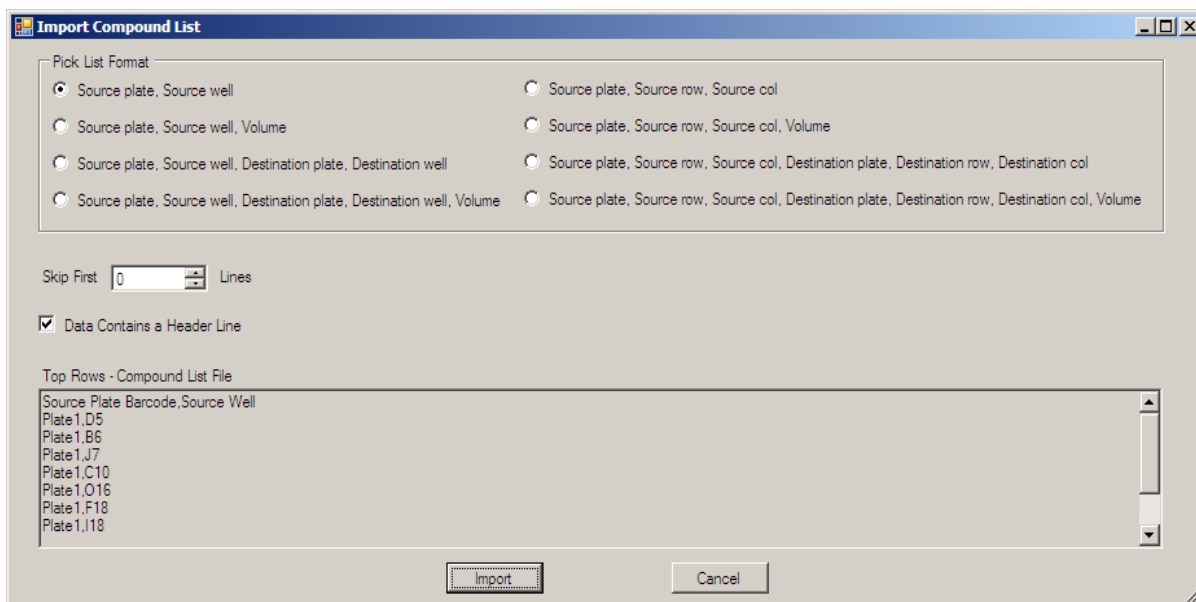 Import Compound List
Pick List Format
Source plate, Source well
Source plate, Source row, Source col
Source plate, Source well, Volume
Source plate, Source row, Source col, Volume
Source plate, Source well, Destination plate, Destination well
Source plate, Source row, Source col, Destination plate, Destination row, Destination col
Source plate, Source well, Destination plate, Destination well, Volume
Source plate, Source row, Source col, Destination plate, Destination row, Destination col, Volume
Skip First 0 Lines
Data Contains a Header Line
Top Rows - Compound List File
Source Plate Barcode,Source Well
Plate1,D5
Plate1,B6
Plate1,J7
Plate1,C10
Plate1,O16
Plate1,F18
Plate1,I18
Import Cancel